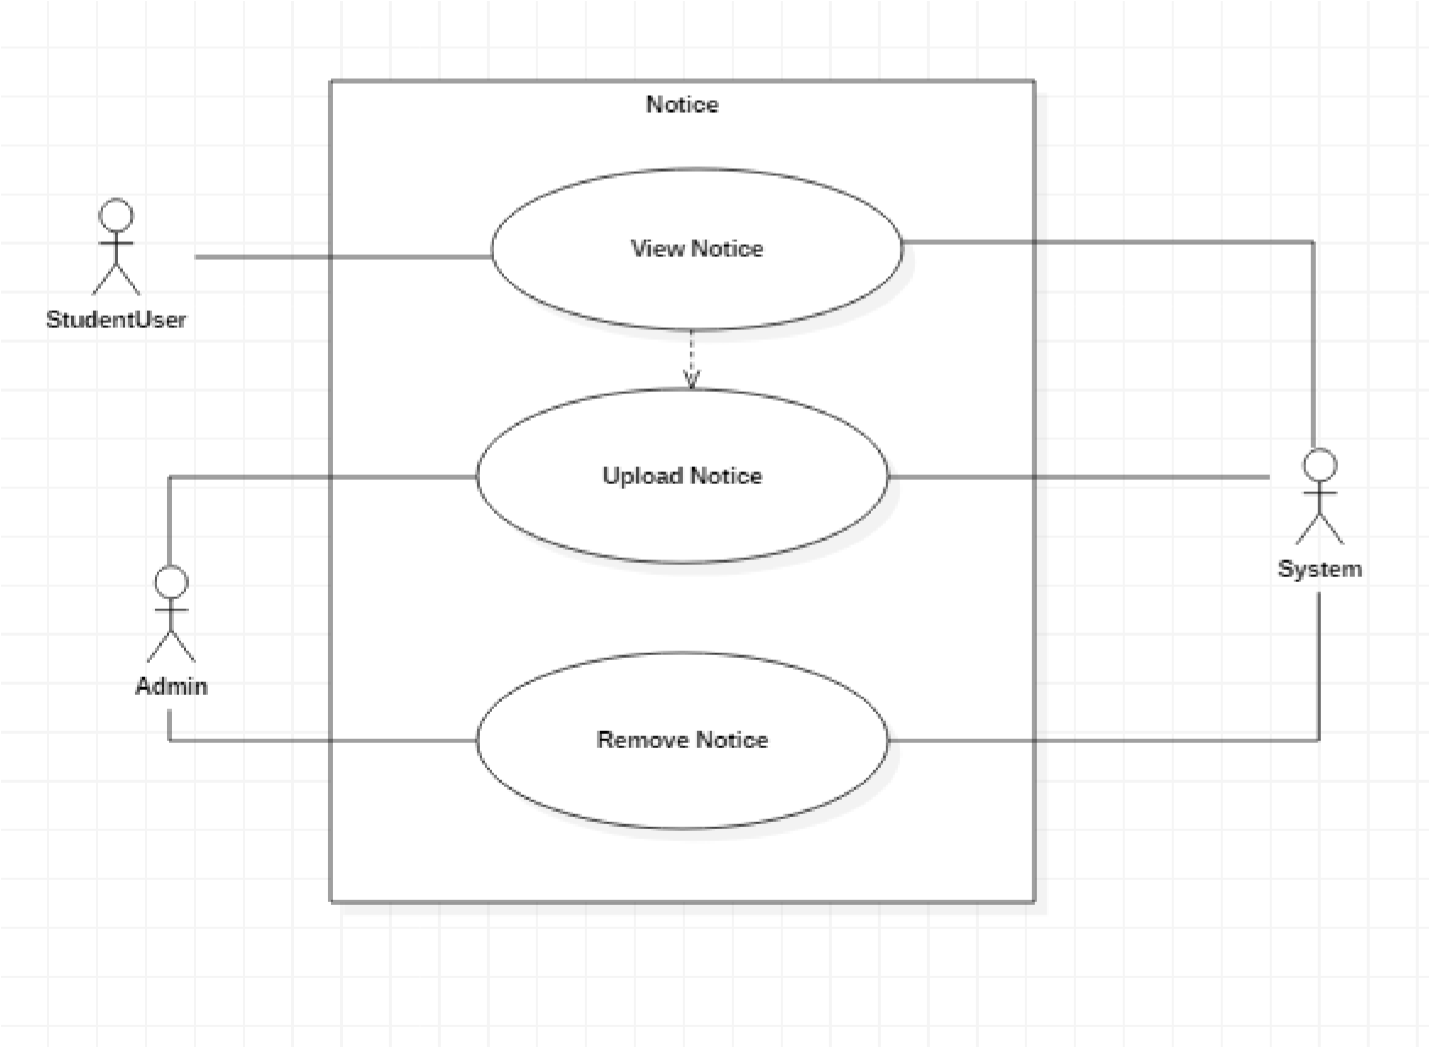 Notice
View Notice
StudentUser
Upload Notice
System
Admin
Remove Notice